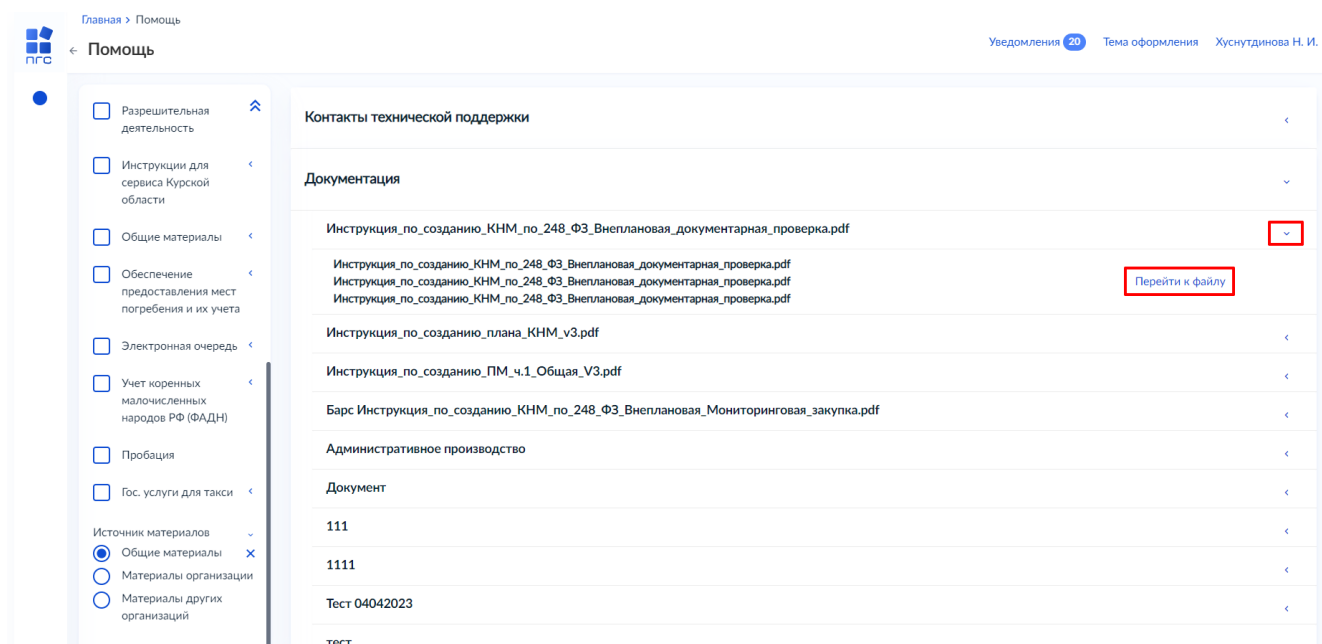 Главная > Помощь
ПГС
← Помощь
Уведомления 20 Тема оформления Хуснутдинова Н. И.
Разрешительная
деятельность
Инструкции для
сервиса Курской
области
Общие материалы
Обеспечение
предоставления мест
погребения и их учета
Электронная очередь
Учет коренных
малочисленных
народов РФ (ФАДН)
Пробация
Гос. услуги для такси
Источник материалов
Общие материалы
Материалы организации
Материалы других
организаций
Контакты технической поддержки
Документация
Инструкция_по_созданию_КНМ_по_248_ФЗ_Внеплановая_документарная_проверка.pdf
Инструкция_по_созданию_КНМ_по_248_ФЗ_Внеплановая_документарная_проверка.pdf
Инструкция_по_созданию_КНМ_по_248_ФЗ_Внеплановая_документарная_проверка.pdf
Инструкция_по_созданию_КНМ_по_248_ФЗ_Внеплановая_документарная_проверка.pdf
Перейти к файлу
Инструкция_по_созданию_плана_КНМ_v3.pdf
Инструкция_по_созданию_ПМ_ч.1_Общая_V3.pdf
Барс Инструкция_по_созданию_КНМ_по_248_ФЗ_Внеплановая_Мониторинговая_закупка.pdf
Административное производство
Документ
111
1111
Тест 04042023
тест